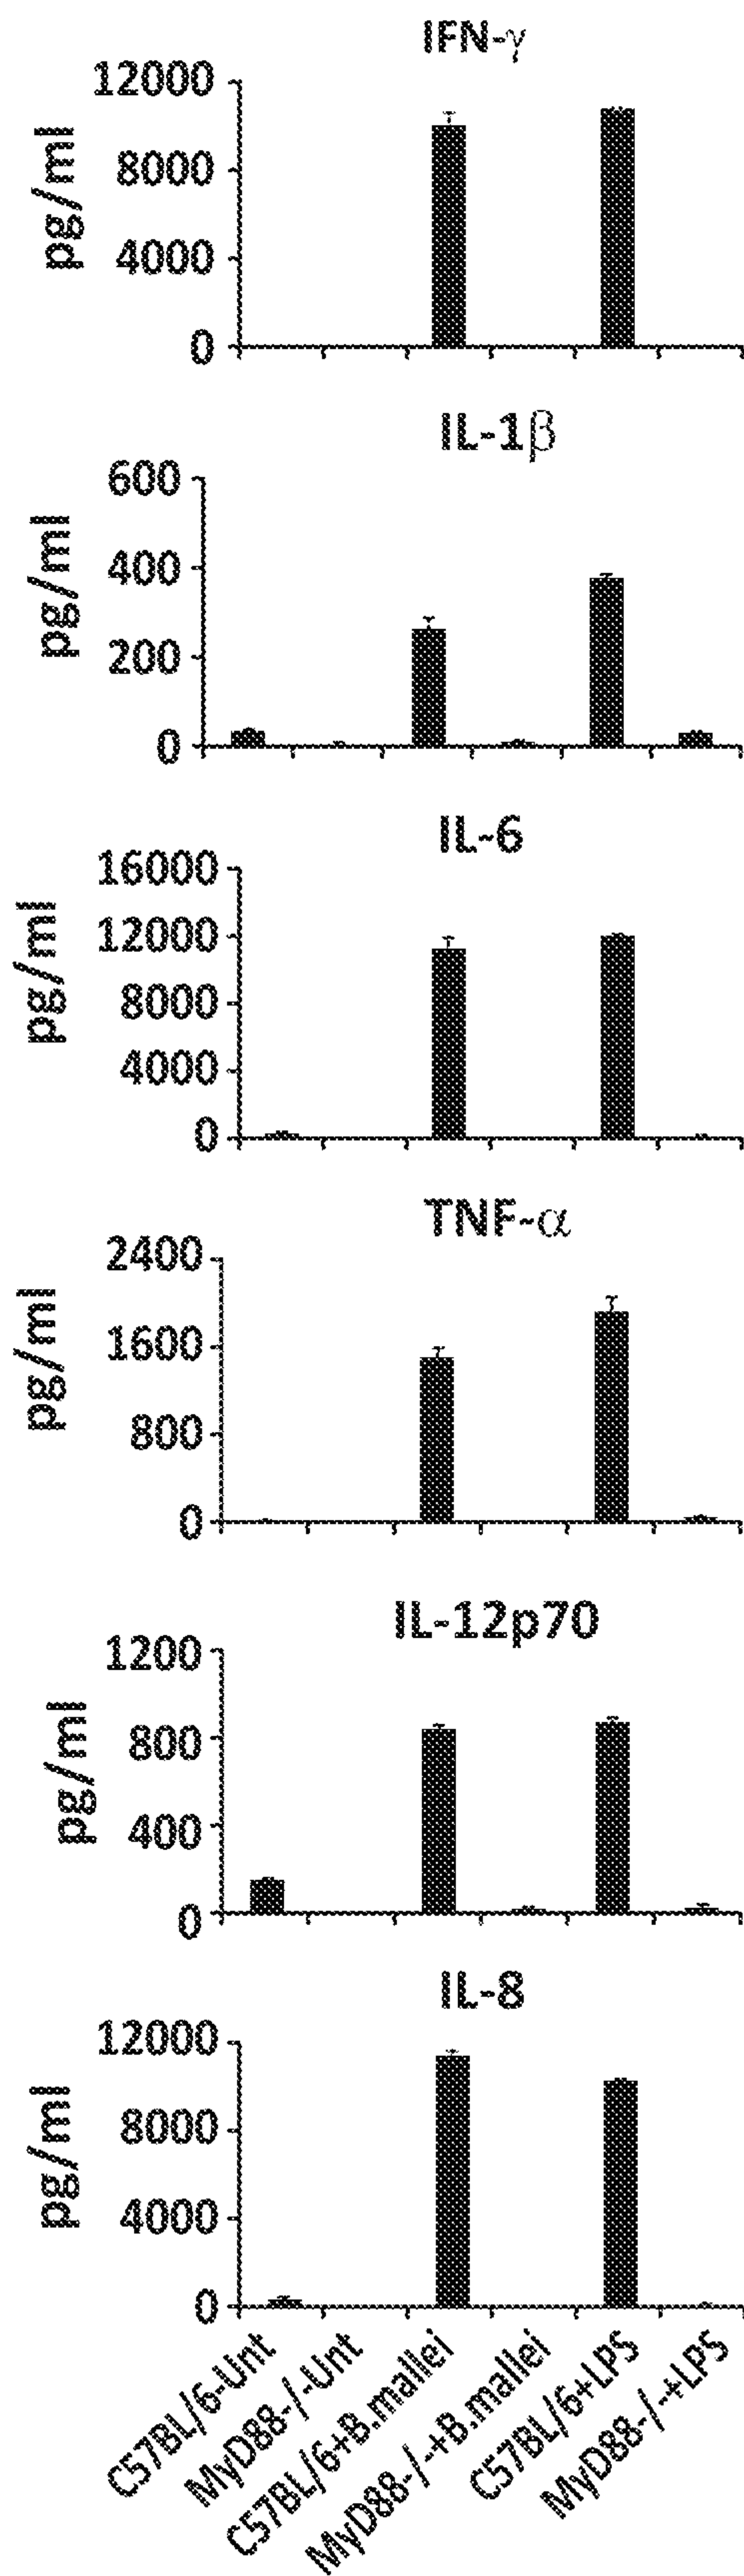 IFN-γ
12000
8000
4000
0
pg/ml
IL-1β
600
400
200
0
pg/ml
IL-6
16000
12000
8000
4000
0
pg/ml
TNF-α
2400
1600
800
0
pg/ml
IL-12p70
1200
800
400
0
pg/ml
IL-8
12000
8000
4000
0
pg/ml
C57BL/6-Unt
MyD88-/-Unt
C57BL/6+B.mallei
MyD88-/-+B.mallei
C57BL/6+LPS
MyD88-/-+LPS